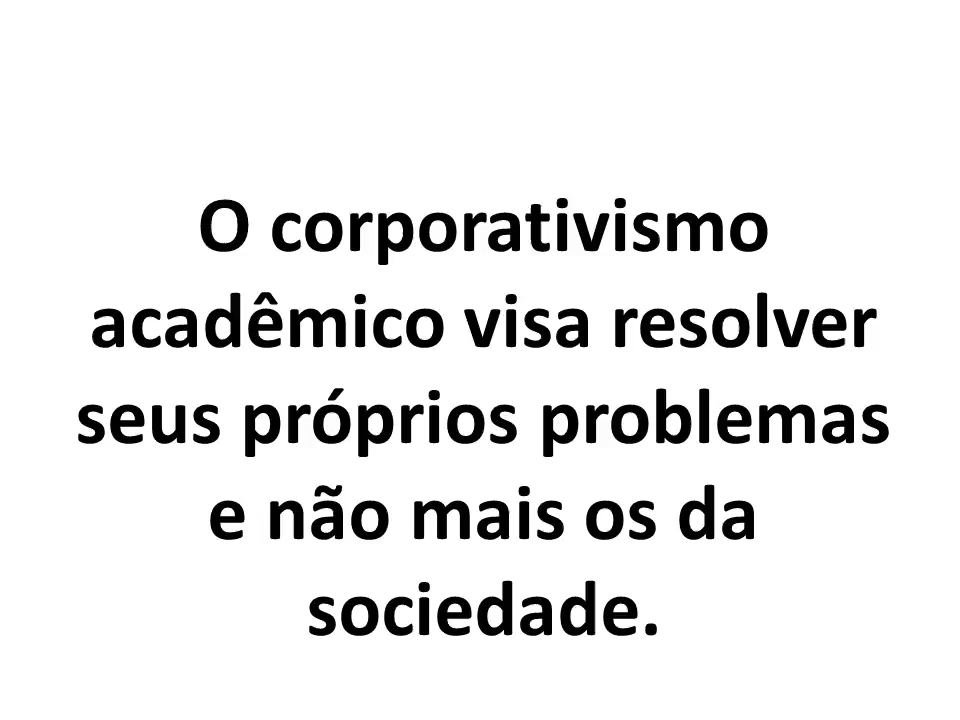 O corporativismo
acadêmico visa resolver
seus próprios problemas
e não mais os da
sociedade.